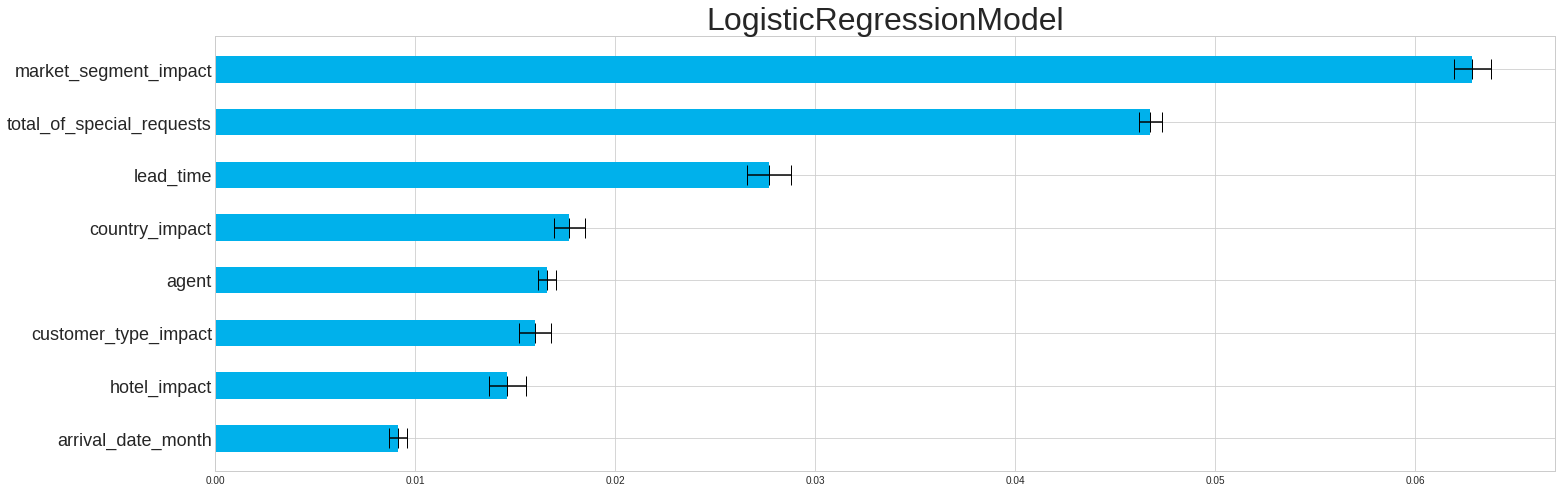 LogisticRegressionModel
market_segment_impact
total_of_special_requests
lead_time
country_impact
agent
customer_type_impact
hotel_impact
arrival_date_month
0.00 0.01 0.02 0.03 0.04 0.05 0.06